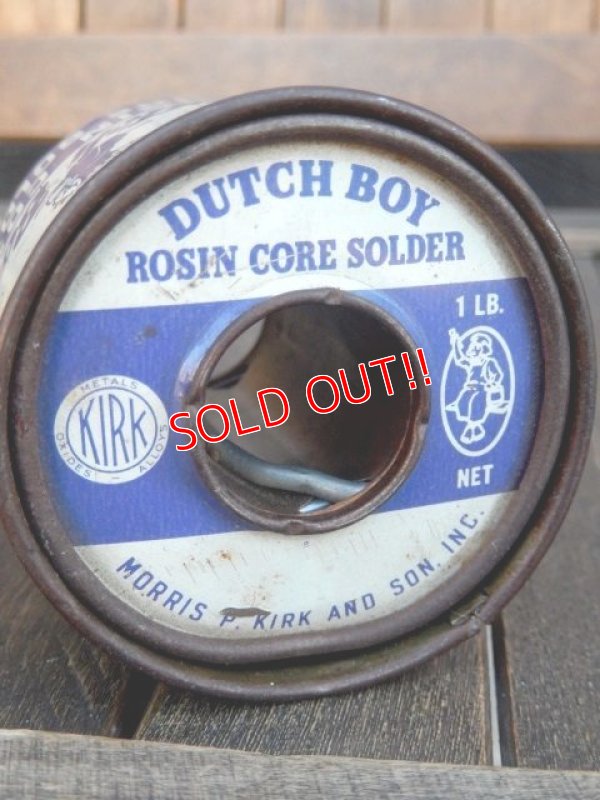 DUTCH BOY
ROSIN CORE SOLDER
1 LB.
NET
METALS
KIRK
OXIDES - ALLOYS
SOLD OUT!!
MORRIS P. KIRK AND SON, INC.